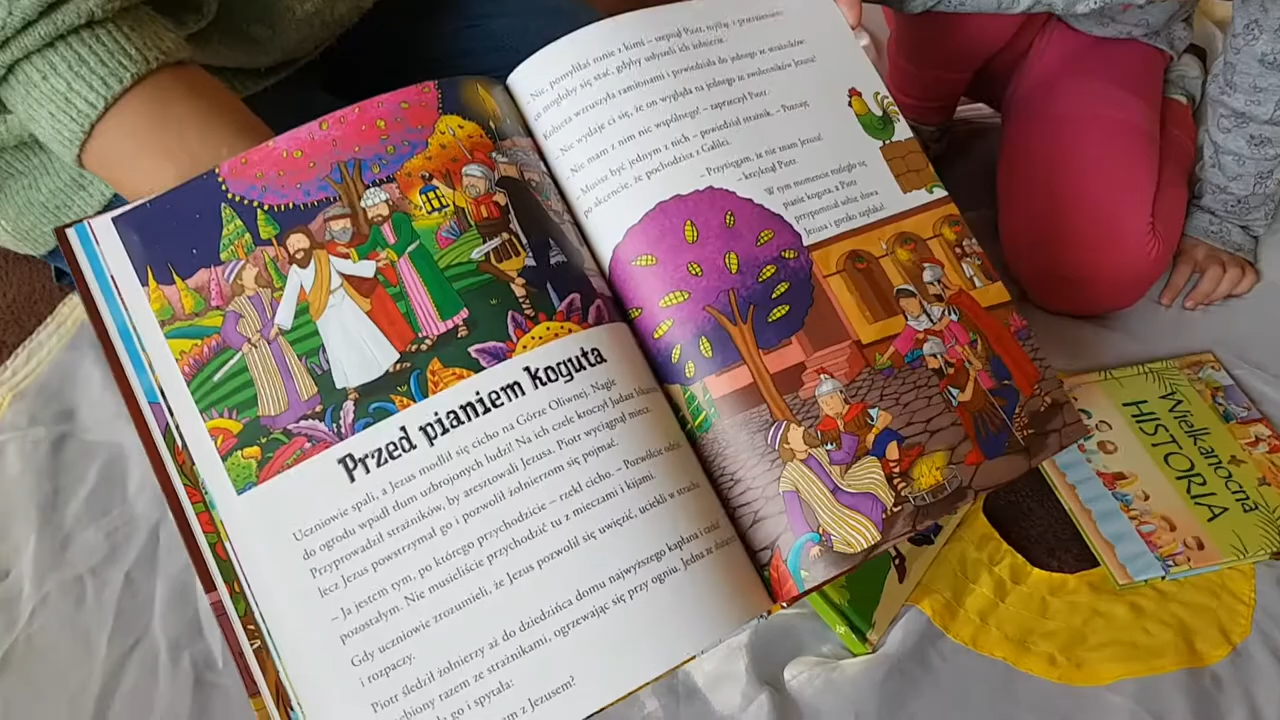 Przed pianiem koguta
Uczniowie spali, a Jezus modlił się cicho na Górze Oliwnej. Nagle
do ogrodu wpadł tłum uzbrojonych ludzi! Na ich czele kroczył Judasz
Przyprowadził strażników, by aresztowali Jezusa. Piotr wyciągnął miecz,
lecz Jezus powstrzymał go i pozwolił żołnierzom się pojmać.
– Ja jestem tym, po którego przychodzicie – rzekł cicho. – Pozwólcie odejść
pozostałym. Nie musieliście przychodzić tu z mieczami i kijami.
Gdy uczniowie zrozumieli, że Jezus pozwolił się uwięzić, uciekli w strachu
i rozpaczy.
Piotr śledził żołnierzy aż do dziedzińca domu najwyższego kapłana i
razem ze strażnikami, ogrzewając się przy ogniu. Jedna ze
go i spytała:
z Jezusem?
– Nie, pomyliłaś mnie z kimś – szepnął Piotr, myśląc z przerażeniem,
co mogłoby się stać, gdyby usłyszeli ich żołnierze.
Kobieta wzruszyła ramionami i powiedziała do jednego ze strażników:
– Nie wydaje ci się, że on wygląda na jednego ze zwolenników Jezusa?
– Nie mam z nim nic wspólnego! – zaprzeczył Piotr.
– Musisz być jednym z nich – powiedział strażnik. – Poznaję
po akcencie, że pochodzisz z Galilei.
– Przysięgam, że nie znam Jezusa!
– krzyknął Piotr.
W tym momencie rozległo się
pianie koguta, a Piotr
przypomniał sobie słowa
Jezusa i gorzko zapłakał.
Wielkanocna
HISTORIA